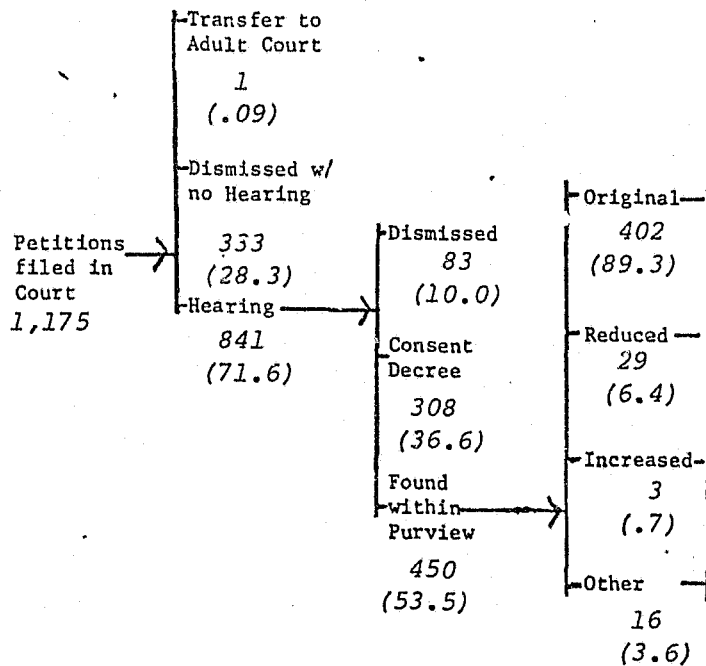 Petitions
filed in
Court
1,175
Transfer to
Adult Court
1
(.09)
Dismissed w/
no Hearing
333
(28.3)
Hearing
841
(71.6)
Dismissed
83
(10.0)
Consent
Decree
308
(36.6)
Found
within
Purview
450
(53.5)
Original
402
(89.3)
Reduced
29
(6.4)
Increased
3
(.7)
Other
16
(3.6)